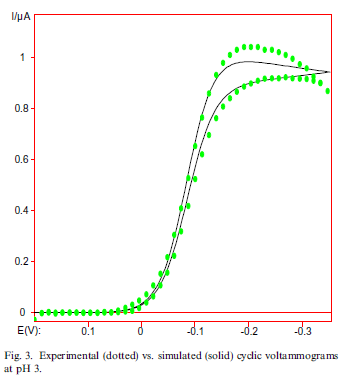 I/µA
1
0.8
0.6
0.4
0.2
0
E(V): 0.1 0 -0.1 -0.2 -0.3
Fig. 3. Experimental (dotted) vs. simulated (solid) cyclic voltammograms
at pH 3.